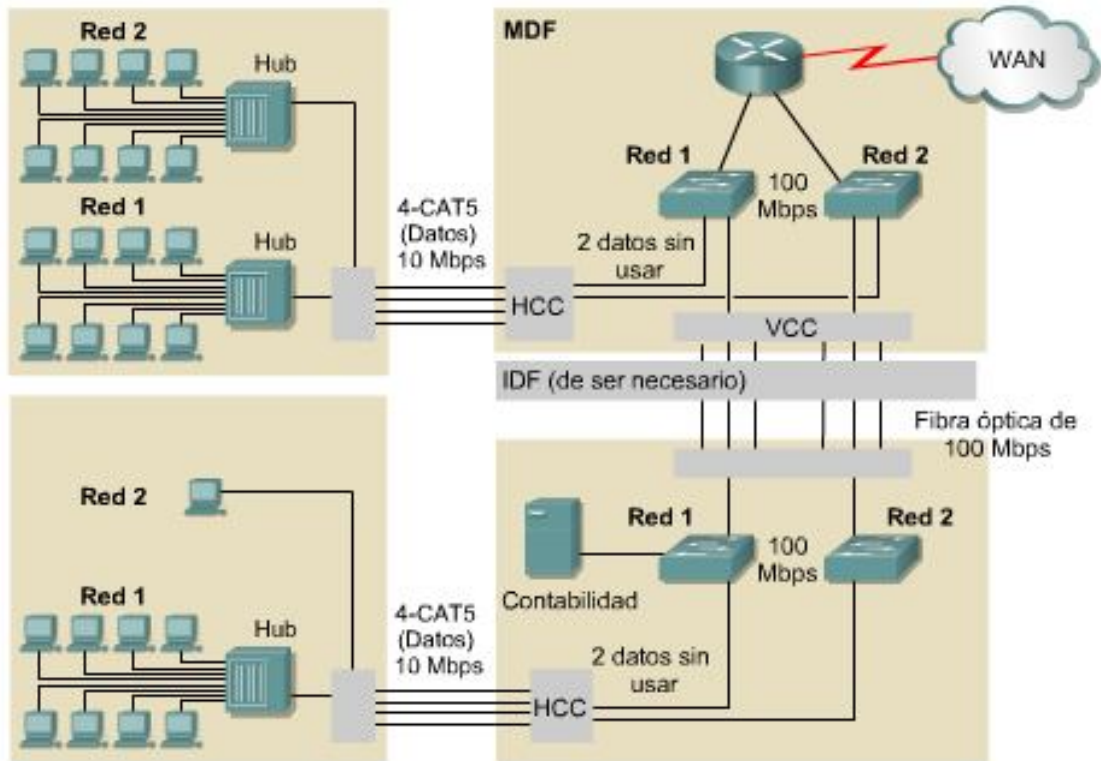 Red 2
Hub
Red 1
Hub
4-CAT5
(Datos)
10 Mbps
MDF
WAN
Red 1
Red 2
100
Mbps
2 datos sin
usar
HCC
VCC
IDF (de ser necesario)
Fibra óptica de
100 Mbps
Red 2
Red 1
Hub
4-CAT5
(Datos)
10 Mbps
Red 1
Red 2
100
Mbps
Contabilidad
2 datos sin
usar
HCC